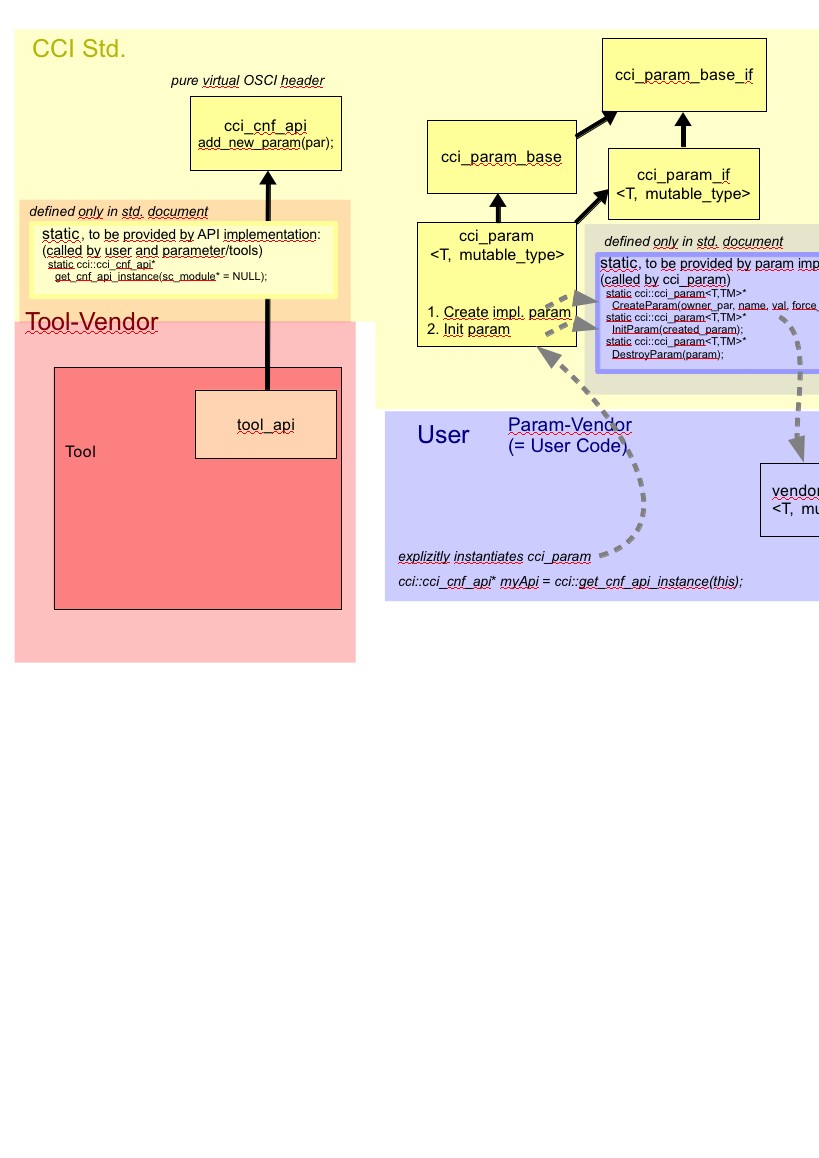 CCI Std.
pure virtual OSCI header
cci_cnf_api
add_new_param(par);
cci_param_base_if
cci_param_base
cci_param_if
<T, mutable_type>
defined only in std. document
static, to be provided by API implementation:
(called by user and parameter/tools)
static cci::cci_cnf_api*
get_cnf_api_instance(sc_module* = NULL);
cci_param
<T, mutable_type>
1. Create impl. param
2. Init param
defined only in std. document
static, to be provided by param imp
(called by cci_param)
static cci::cci_param<T,TM>*
CreateParam(owner_par, name, val, force_
static cci::cci_param<T,TM>*
InitParam(created_param);
static cci::cci_param<T,TM>*
DestroyParam(param);
Tool-Vendor
tool_api
Tool
User
Param-Vendor
(= User Code)
vendor
<T, mu
explizitly instantiates cci_param
cci::cci_cnf_api* myApi = cci::get_cnf_api_instance(this);